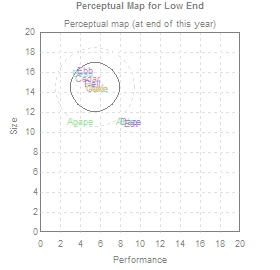 Perceptual Map for Low End
Perceptual map (at end of this year)
20
18
16
14
12
10
8
6
4
2
0
Size
Cedar
Agape
0 2 4 6 8 10 12 14 16 18 20
Performance